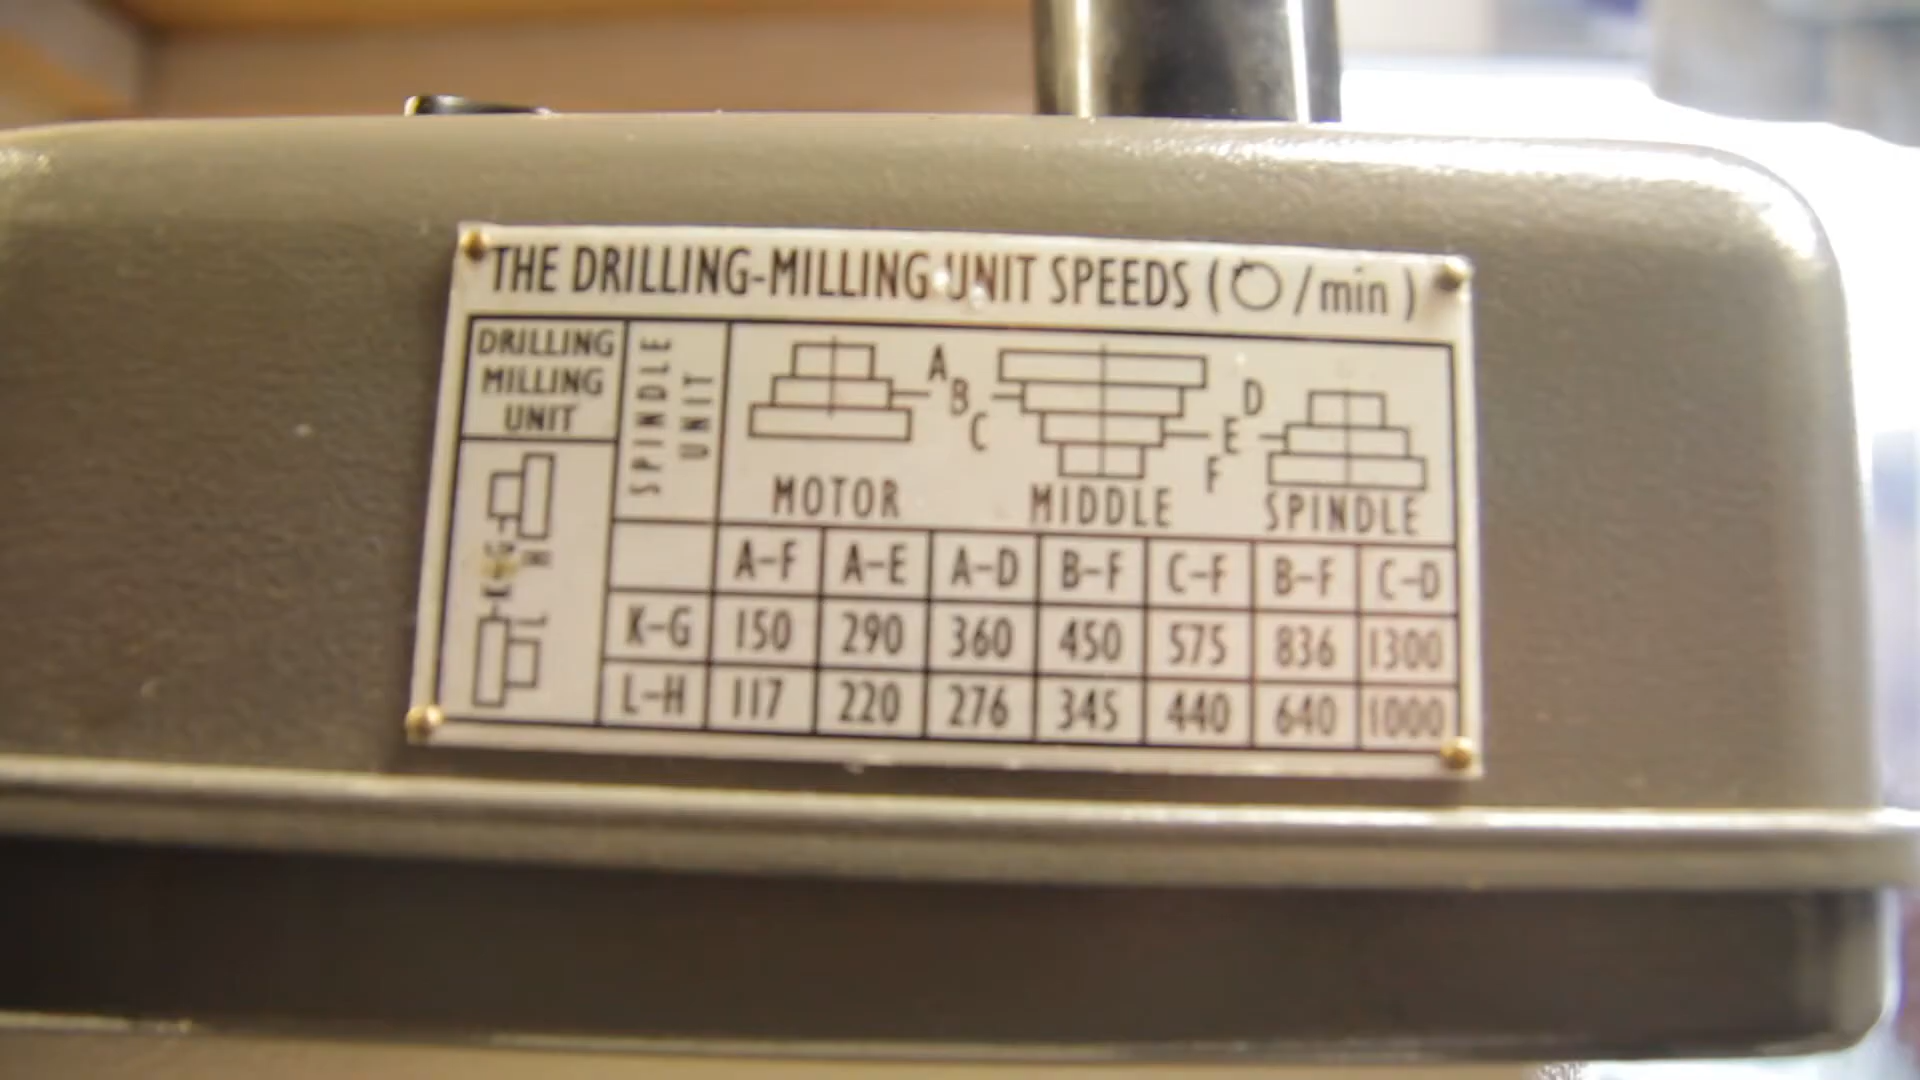 THE DRILLING-MILLING UNIT SPEEDS ( /min )
DRILLING
MILLING
UNIT
SPINDLE
UNIT
A
B
C
D
E
F
MOTOR
MIDDLE
SPINDLE
K
G
H
L
A-F A-E A-D B-F C-F B-F C-D
K-G 150 290 360 450 575 836 1300
L-H 117 220 276 345 440 640 1000